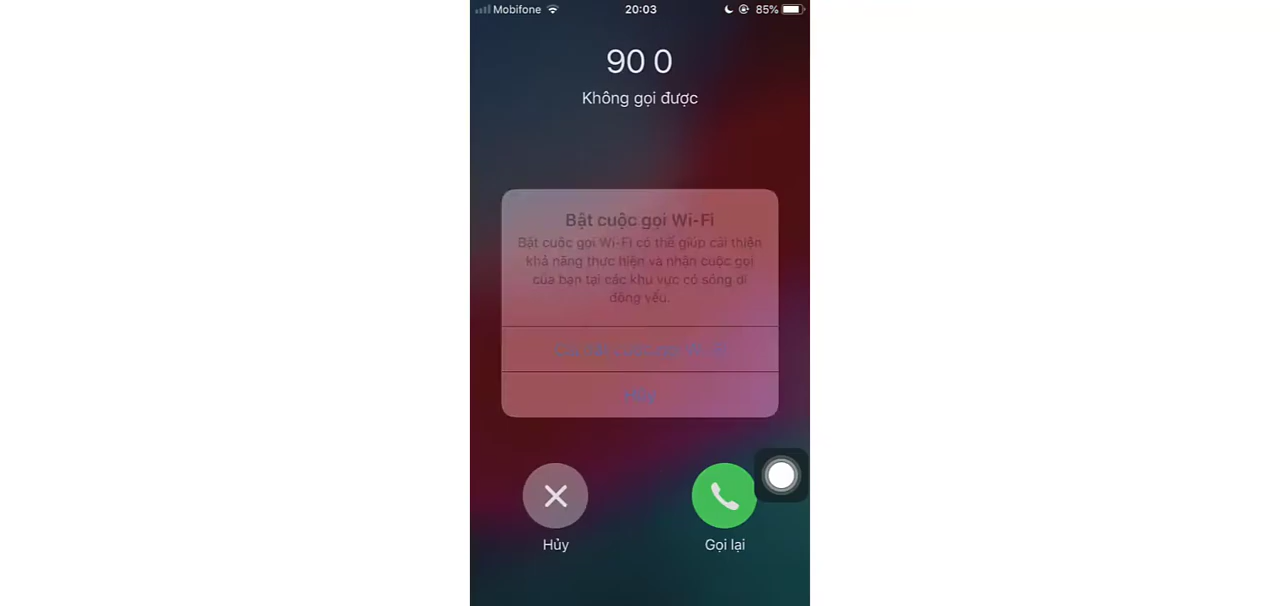 Mobifone
20:03
85%
90 0
Không gọi được
Bật cuộc gọi Wi-Fi
Bật cuộc gọi Wi-Fi có thể giúp cải thiện
khả năng thực hiện và nhận cuộc gọi
của bạn tại các khu vực có sóng di
động yếu.
Hủy
Gọi lại